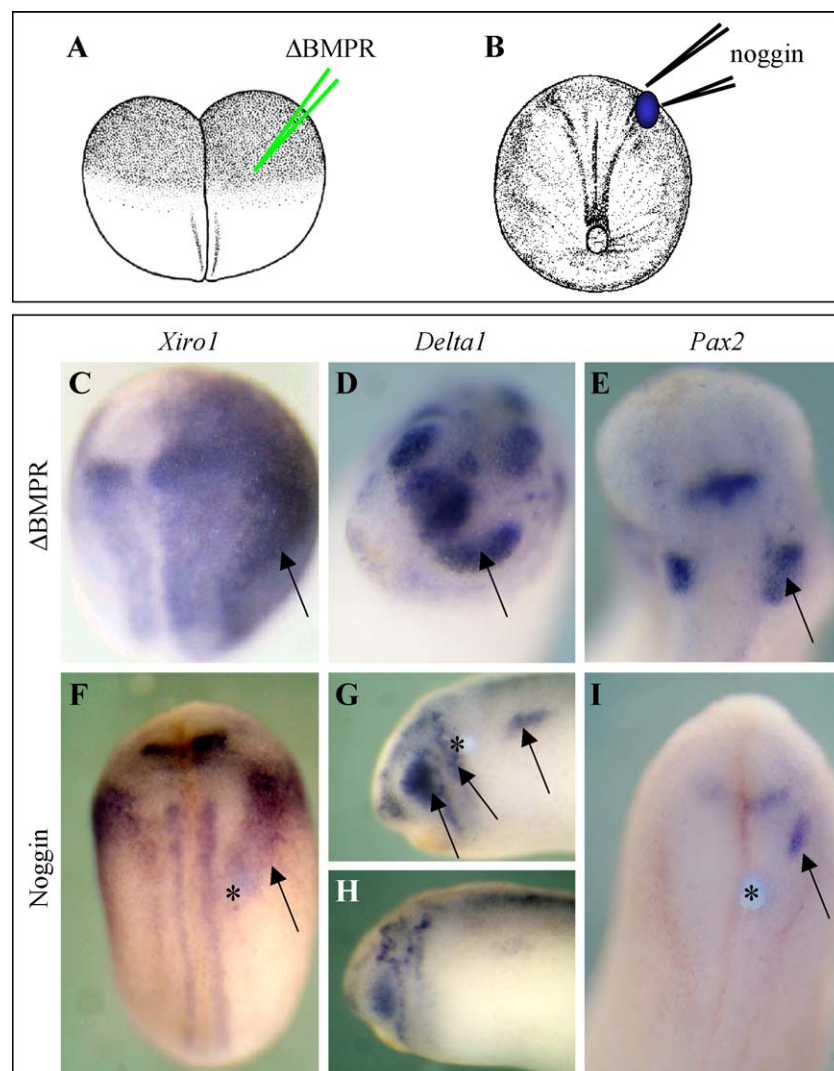 A
ΔBMPR
B
noggin
Xiro1
Delta1
Pax2
ΔBMPR
C
D
E
Noggin
F
*
G
*
H
I
*